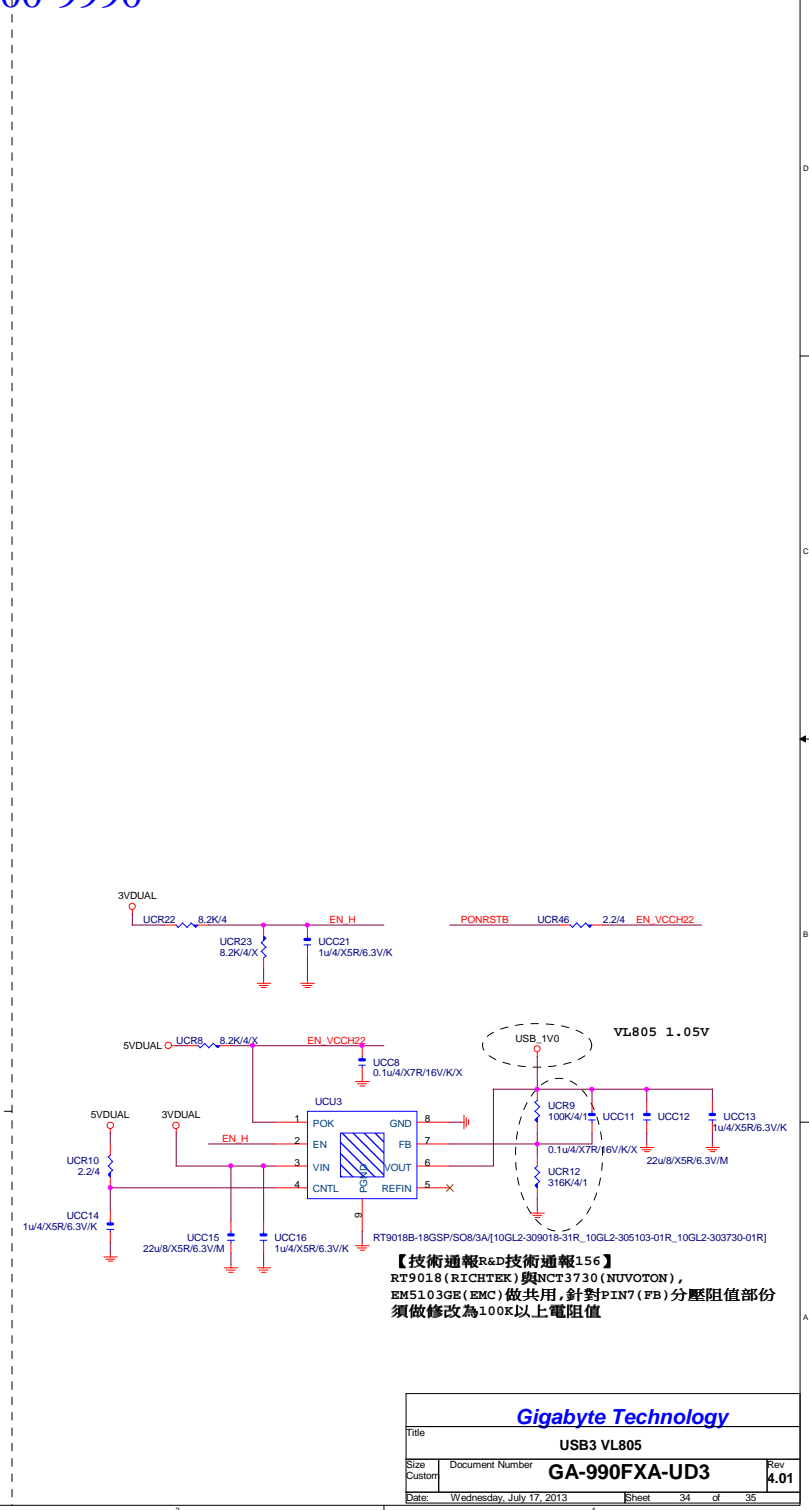 D
C
3VDUAL
UCR22 8.2K/4 EN_H
PONRSTB UCR46 2.2/4 EN_VCCH22
B
UCR23
8.2K/4/X
UCC21
1u/4/X5R/6.3V/K
USB_1V0
VL805 1.05V
5VDUAL UCR8 8.2K/4/X EN_VCCH22
UCC8
0.1u/4/X7R/16V/K/X
UCU3
5VDUAL
3VDUAL
UCR9
100K/4/1
UCC11
UCC12
UCC13
1u/4/X5R/6.3V/K
1 POK GND 8
EN_H 2 EN FB 7
0.1u/4/X7R/16V/K/X
UCR10
2.2/4
3 VIN VOUT 6
22u/8/X5R/6.3V/M
UCR12
316K/4/1
4 CNTL PGND REFIN 5
9
UCC14
1u/4/X5R/6.3V/K
UCC15
22u/8/X5R/6.3V/M
UCC16
1u/4/X5R/6.3V/K
RT9018B-18GSP/SO8/3A/[10GL2-309018-31R_10GL2-305103-01R_10GL2-303730-01R]
【技術通報R&D技術通報156】
RT9018(RICHTEK)與NCT3730(NUVOTON),
EM5103GE(EMC)做共用,針對PIN7(FB)分壓阻值部份
須做修改為100K以上電阻值
A
Gigabyte Technology
Title
USB3 VL805
Size
Custom
Document Number
GA-990FXA-UD3
Rev
4.01
Date: Wednesday, July 17, 2013 Sheet 34 of 35